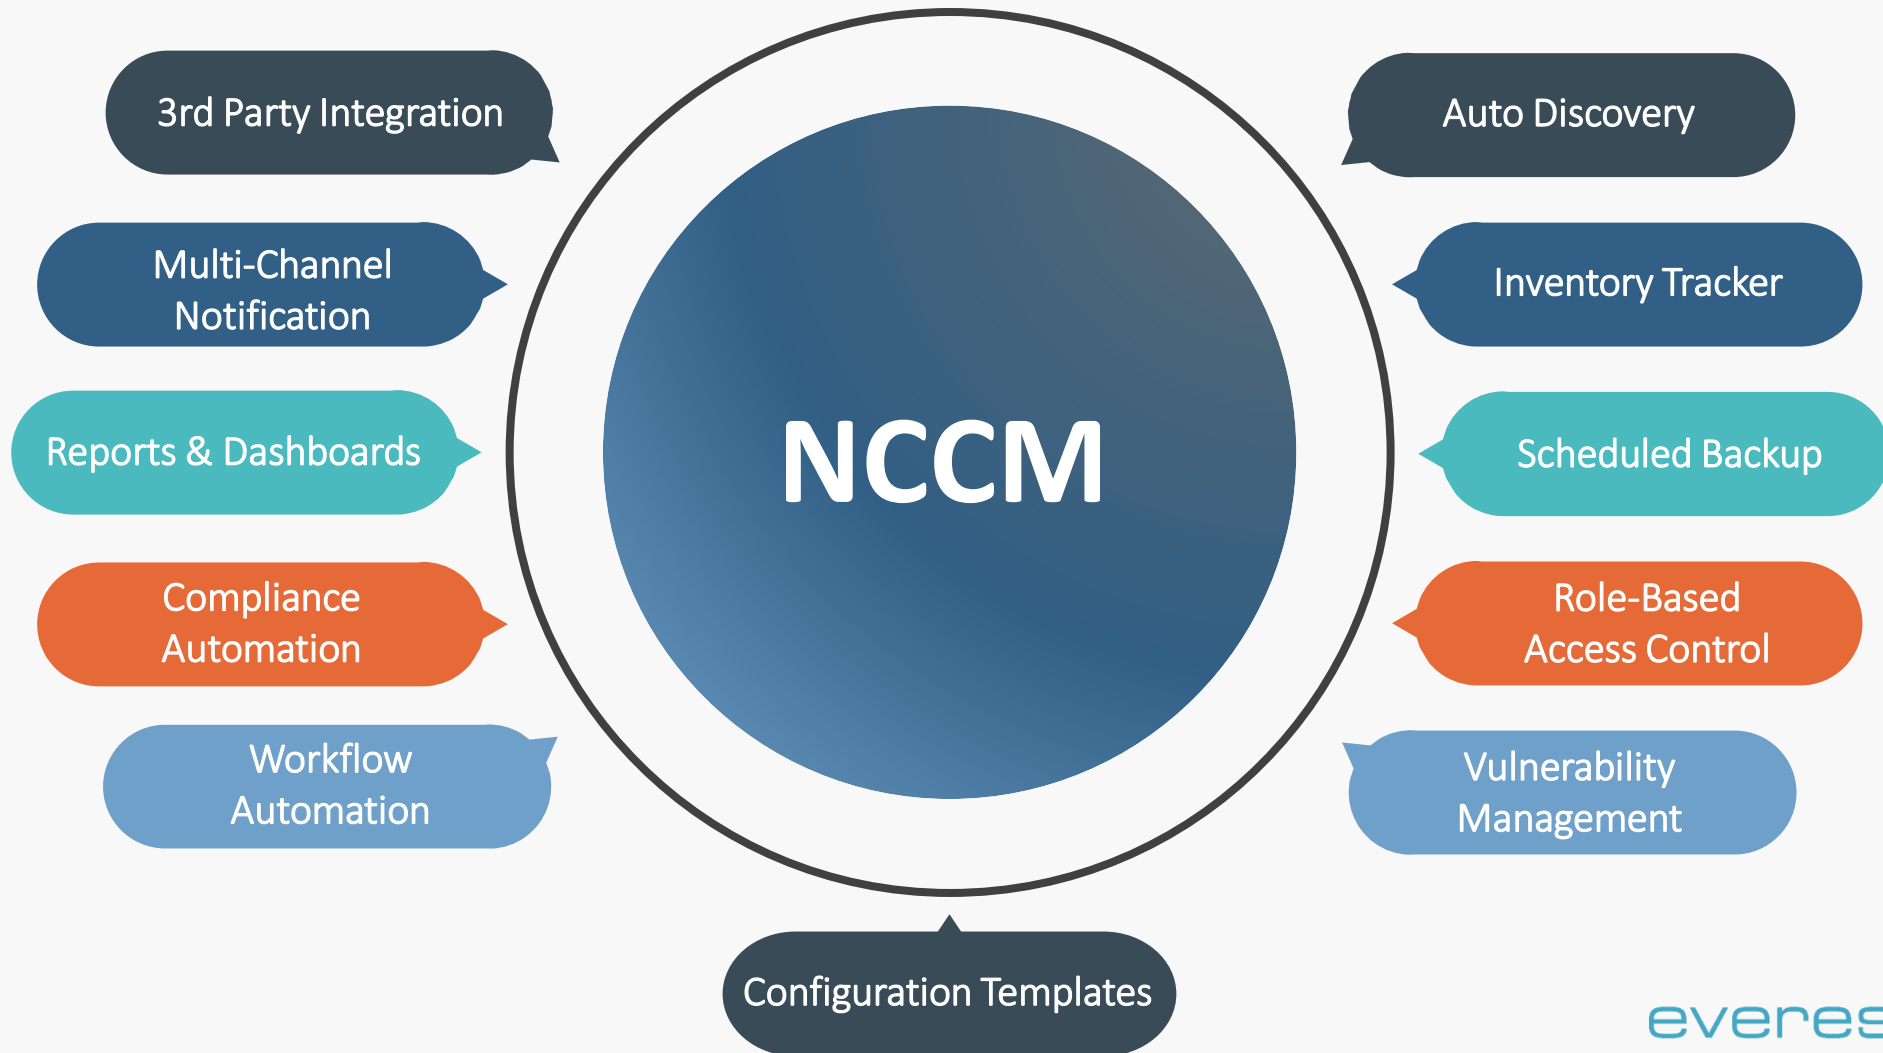 3rd Party Integration
Auto Discovery
Multi-Channel
Notification
Inventory Tracker
Reports & Dashboards
NCCM
Scheduled Backup
Compliance
Automation
Role-Based
Access Control
Workflow
Automation
Vulnerability
Management
Configuration Templates
everes